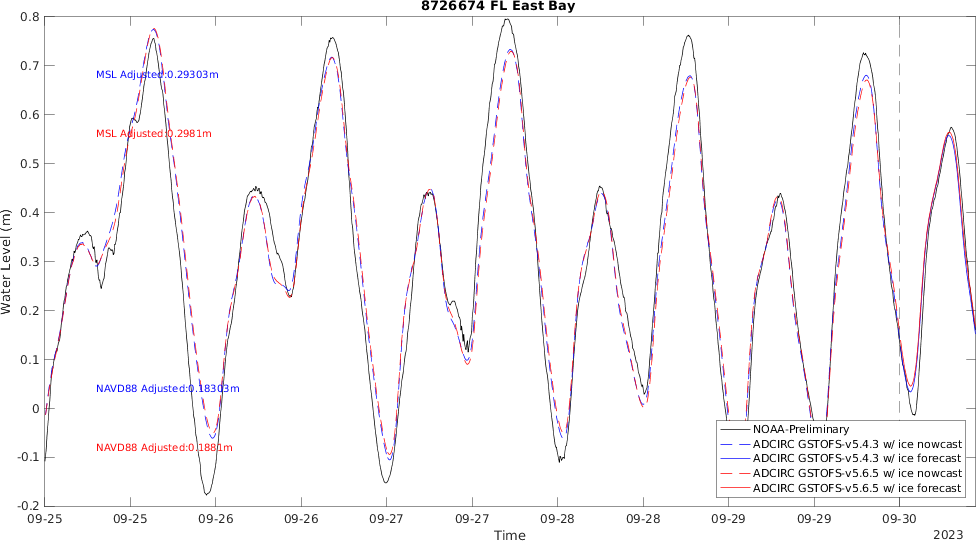 8726674 FL East Bay
0.8
0.7
0.6
0.5
0.4
0.3
0.2
0.1
0
-0.1
-0.2
Water Level (m)
MSL Adjusted:0.29303m
MSL Adjusted:0.2981m
NAVD88 Adjusted:0.18303m
NAVD88 Adjusted:0.1881m
NOAA-Preliminary
ADCIRC GSTOFS-v5.4.3 w/ ice nowcast
ADCIRC GSTOFS-v5.4.3 w/ ice forecast
ADCIRC GSTOFS-v5.6.5 w/ ice nowcast
ADCIRC GSTOFS-v5.6.5 w/ ice forecast
09-25 09-25 09-26 09-26 09-27 09-27 09-28 09-28 09-29 09-29 09-30
Time
2023